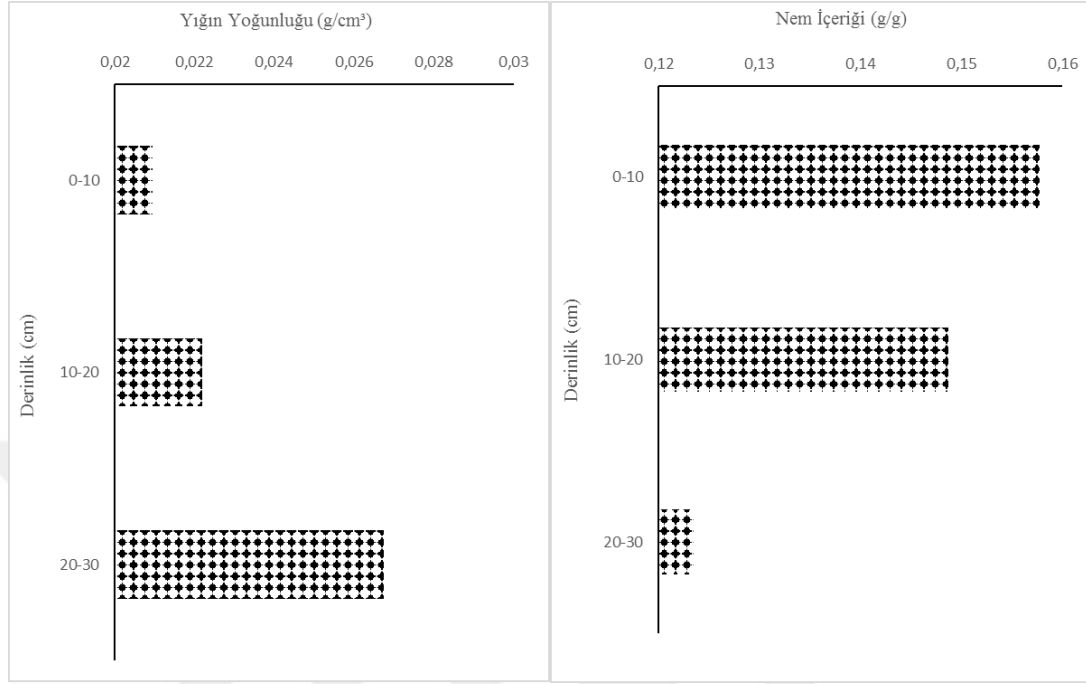 Yığın Yoğunluğu (g/cm³)
0,02 0,022 0,024 0,026 0,028 0,03
0-10
10-20
20-30
Derinlik (cm)
Nem İçeriği (g/g)
0,12 0,13 0,14 0,15 0,16
0-10
10-20
20-30
Derinlik (cm)